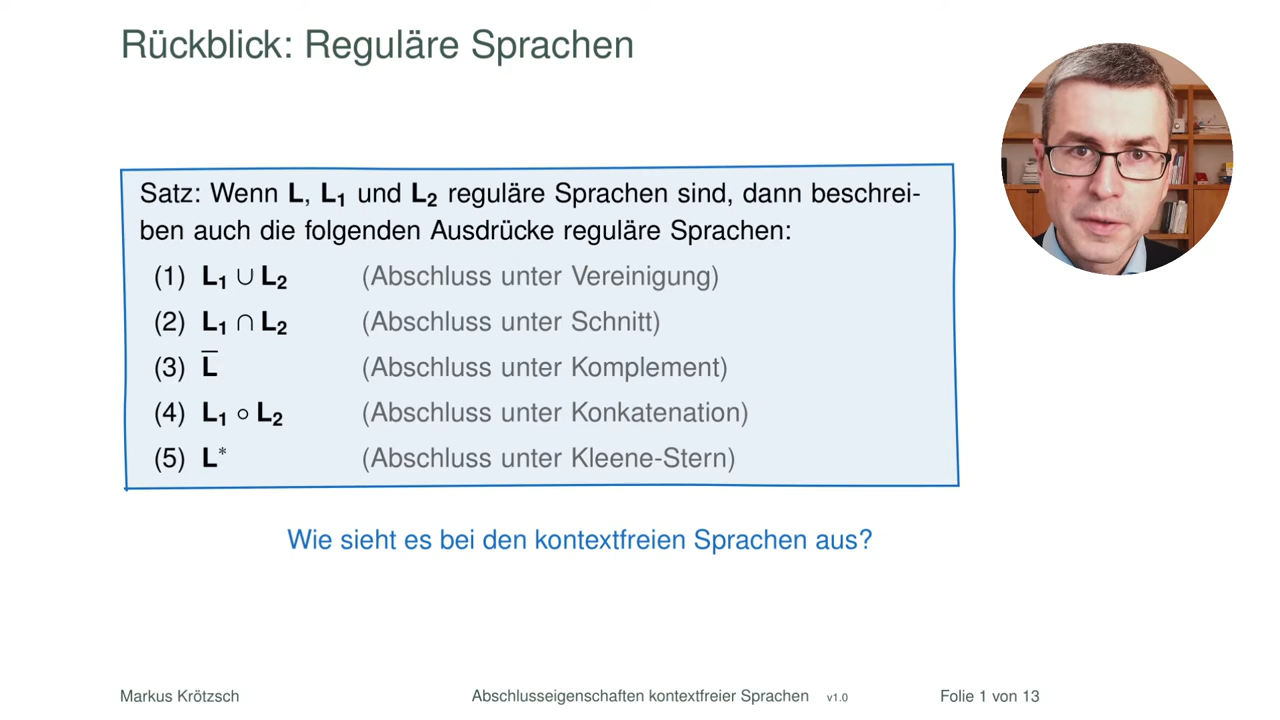 Rückblick: Reguläre Sprachen
Satz: Wenn L, L₁ und L₂ reguläre Sprachen sind, dann beschrei-
ben auch die folgenden Ausdrücke reguläre Sprachen:
(1) L₁ ∪ L₂ (Abschluss unter Vereinigung)
(2) L₁ ∩ L₂ (Abschluss unter Schnitt)
(3) L̅ (Abschluss unter Komplement)
(4) L₁ ∘ L₂ (Abschluss unter Konkatenation)
(5) L* (Abschluss unter Kleene-Stern)
Wie sieht es bei den kontextfreien Sprachen aus?
Markus Krötzsch Abschlusseigenschaften kontextfreier Sprachen v1.0 Folie 1 von 13